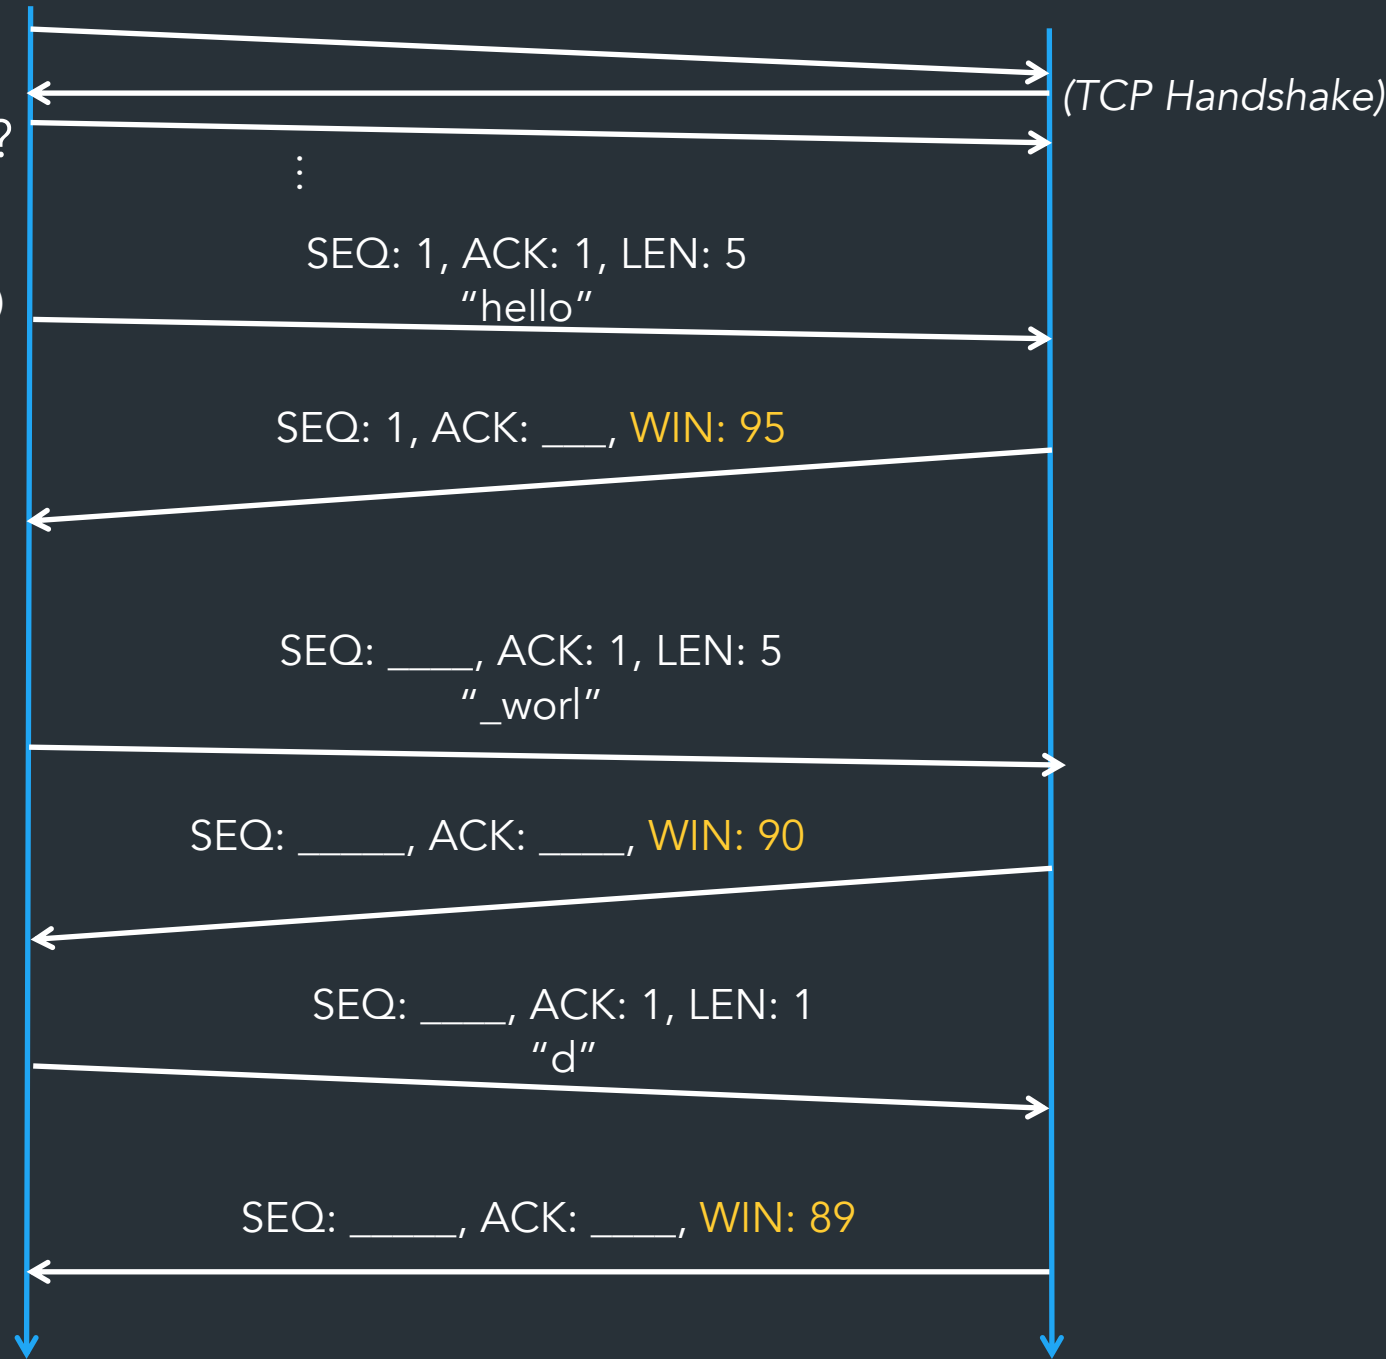 (TCP Handshake)
?
⋮
SEQ: 1, ACK: 1, LEN: 5
“hello”
)
SEQ: 1, ACK: ___, WIN: 95
SEQ: ____, ACK: 1, LEN: 5
“_worl”
SEQ: _____, ACK: ____, WIN: 90
SEQ: ____, ACK: 1, LEN: 1
“d”
SEQ: _____, ACK: ____, WIN: 89